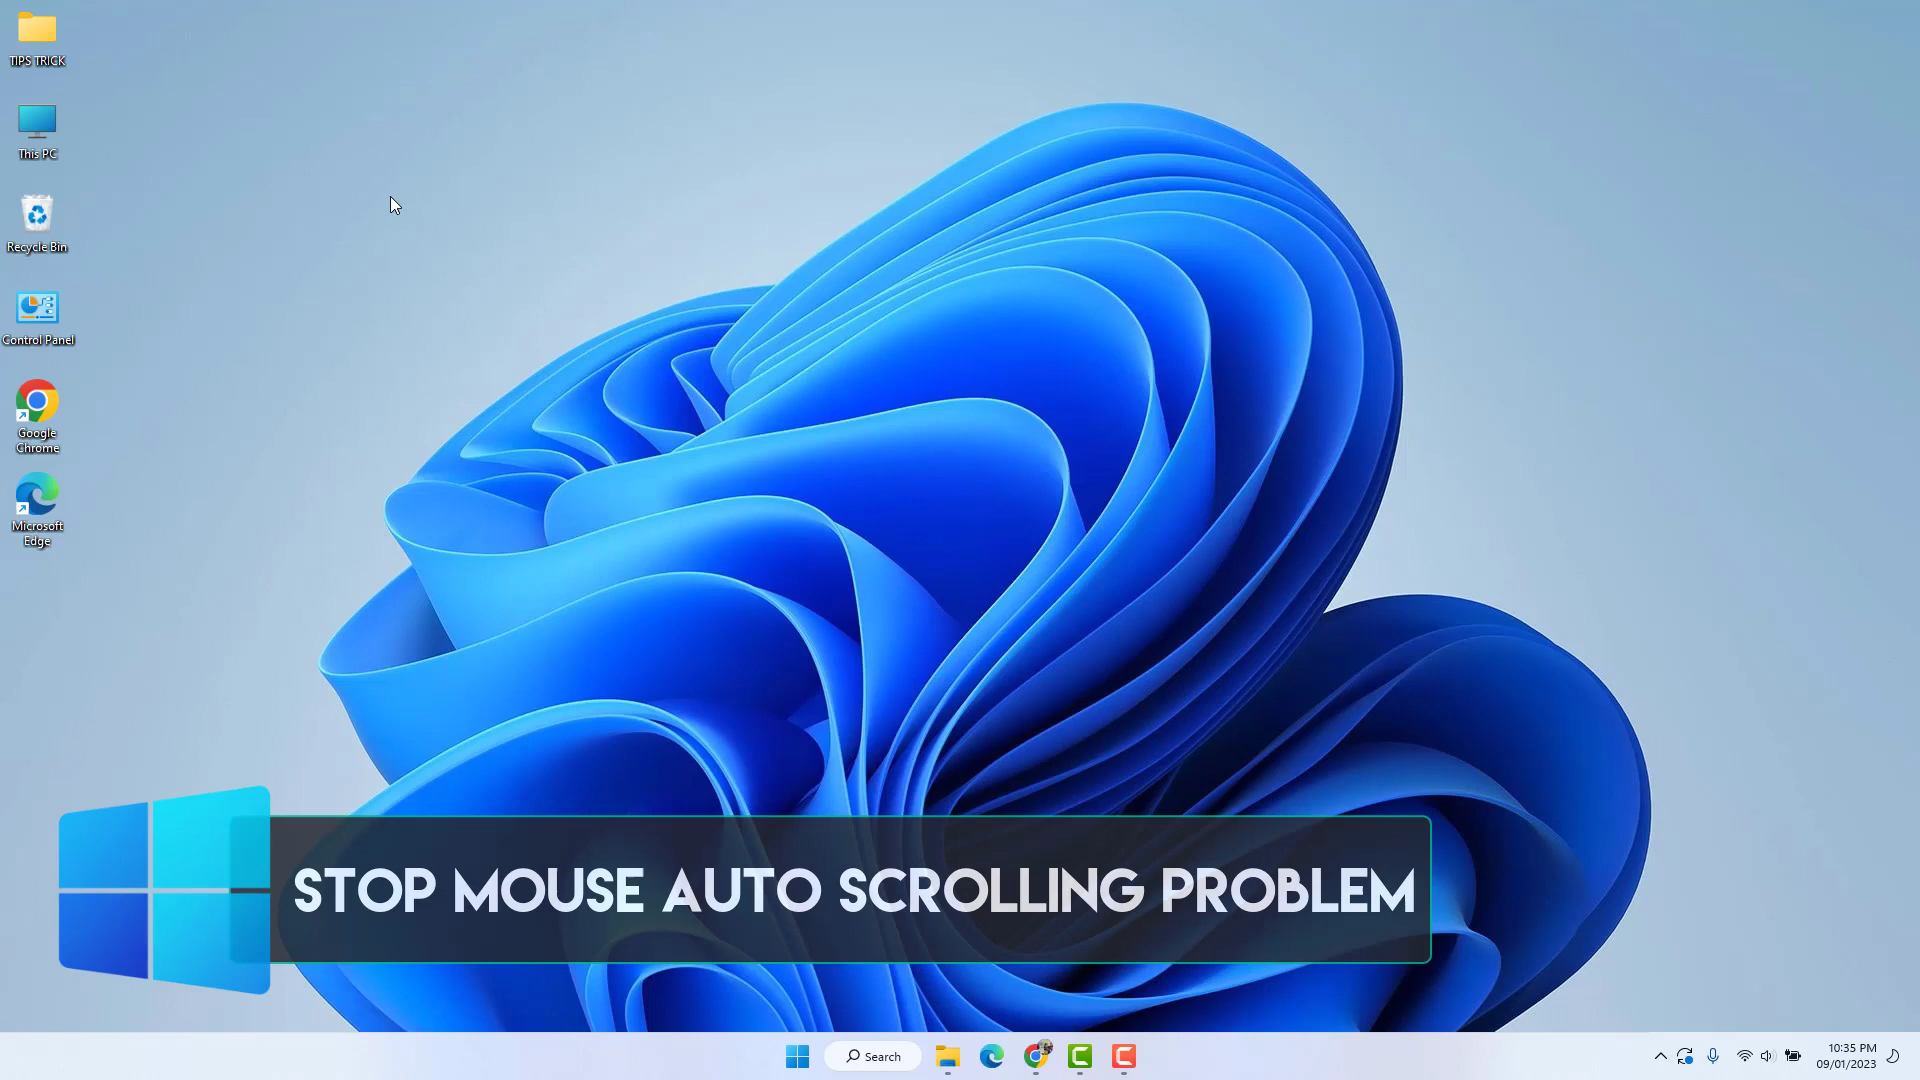 TIPS TRICK
This PC
Recycle Bin
Control Panel
Google
Chrome
Microsoft
Edge
STOP MOUSE AUTO SCROLLING PROBLEM
Search
10:35 PM
09/01/2023